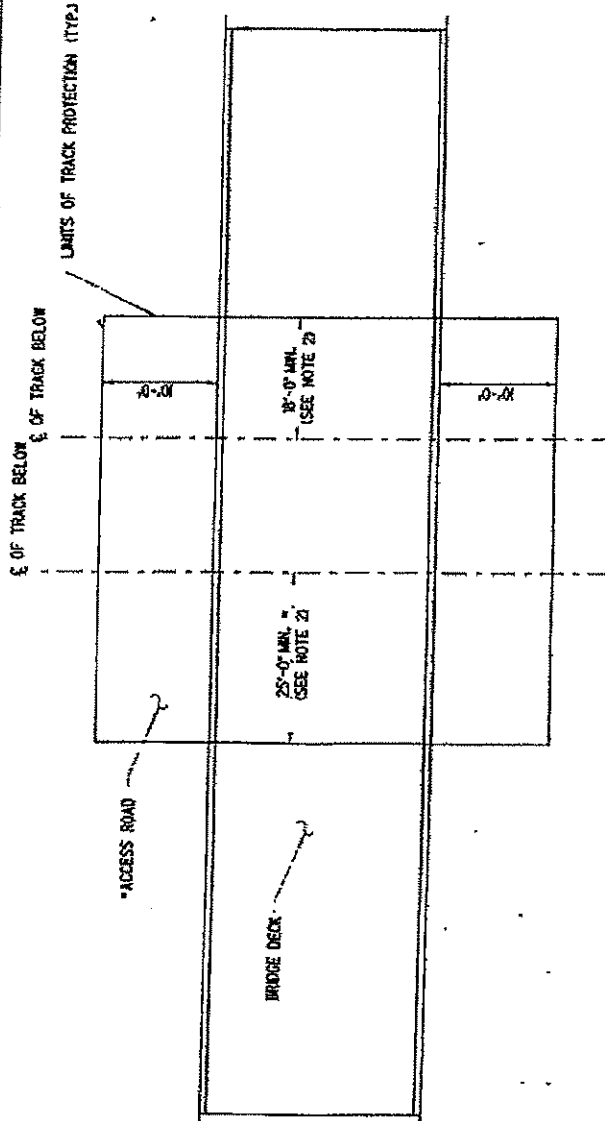 LIMITS OF TRACK PROTECTION (TYP.)
℄ OF TRACK BELOW
℄ OF TRACK BELOW
10'-0"
18'-0" MIN.
(SEE NOTE 2)
25'-0" MIN. *
(SEE NOTE 2)
10'-0"
*ACCESS ROAD
BRIDGE DECK